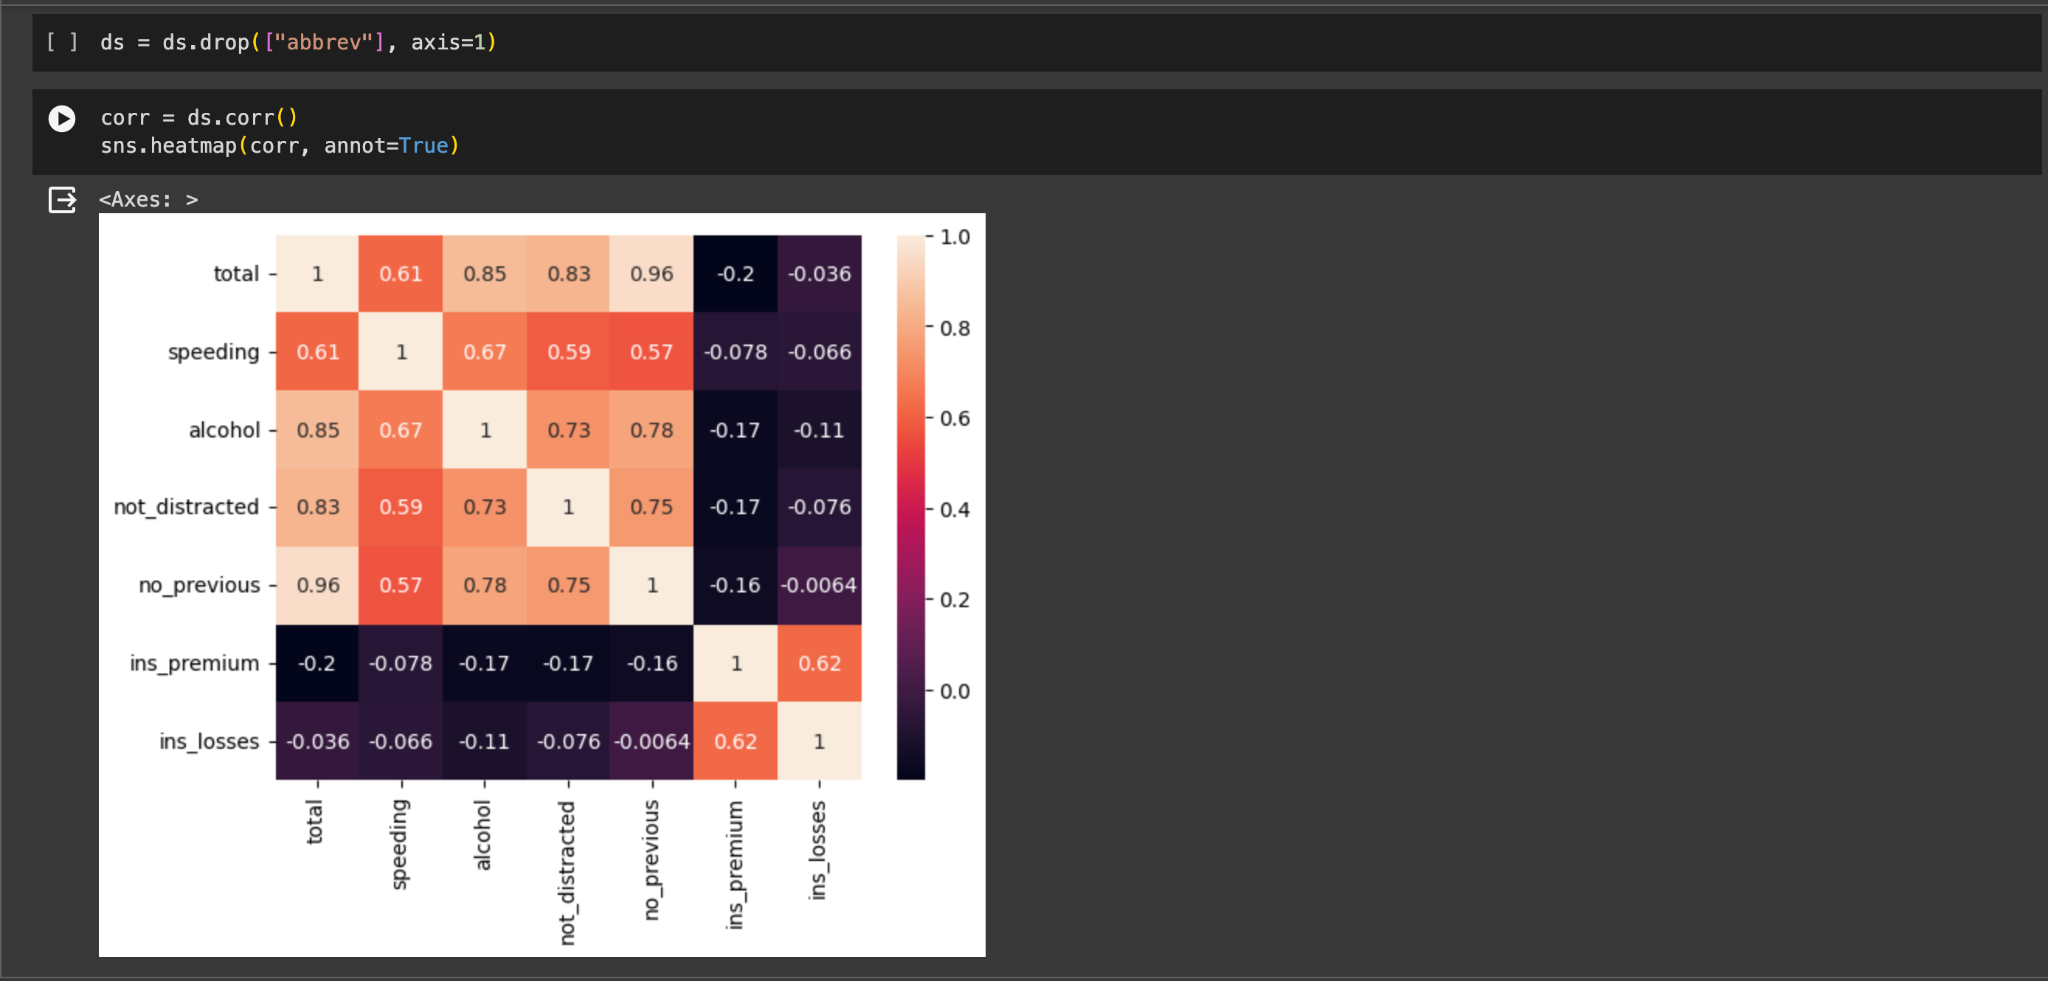 [ ] ds = ds.drop(["abbrev"], axis=1)
corr = ds.corr()
sns.heatmap(corr, annot=True)
<Axes: >
total 1 0.61 0.85 0.83 0.96 -0.2 -0.036
speeding 0.61 1 0.67 0.59 0.57 -0.078 -0.066
alcohol 0.85 0.67 1 0.73 0.78 -0.17 -0.11
not_distracted 0.83 0.59 0.73 1 0.75 -0.17 -0.076
no_previous 0.96 0.57 0.78 0.75 1 -0.16 -0.0064
ins_premium -0.2 -0.078 -0.17 -0.17 -0.16 1 0.62
ins_losses -0.036 -0.066 -0.11 -0.076 -0.0064 0.62 1
total
speeding
alcohol
not_distracted
no_previous
ins_premium
ins_losses
1.0
0.8
0.6
0.4
0.2
0.0